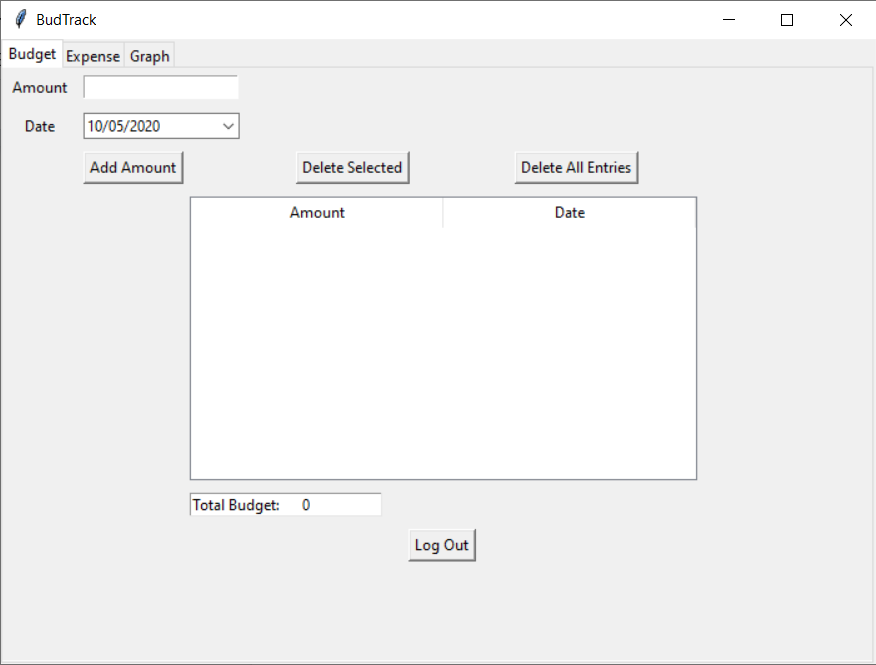 BudTrack
Budget Expense Graph
Amount
Date 10/05/2020
Add Amount Delete Selected Delete All Entries
Amount Date
Total Budget: 0
Log Out